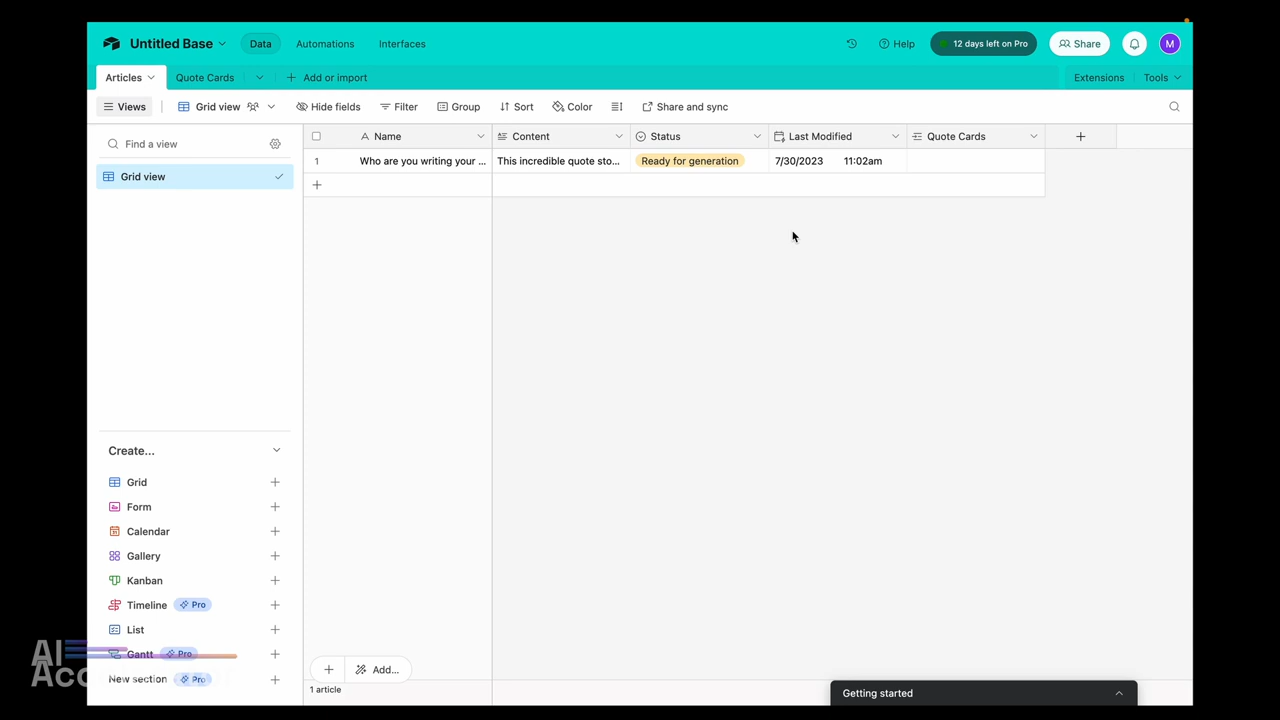 Untitled Base
Data
Automations
Interfaces
Help
12 days left on Pro
Share
M
Articles
Quote Cards
Add or import
Extensions
Tools
Views
Grid view
Hide fields
Filter
Group
Sort
Color
Share and sync
Find a view
Grid view
Name
Content
Status
Last Modified
Quote Cards
1
Who are you writing your ...
This incredible quote sto...
Ready for generation
7/30/2023
11:02am
Create...
Grid
Form
Calendar
Gallery
Kanban
Timeline
Pro
List
Gantt
Pro
New section
Pro
AI
Acc
Add...
1 article
Getting started